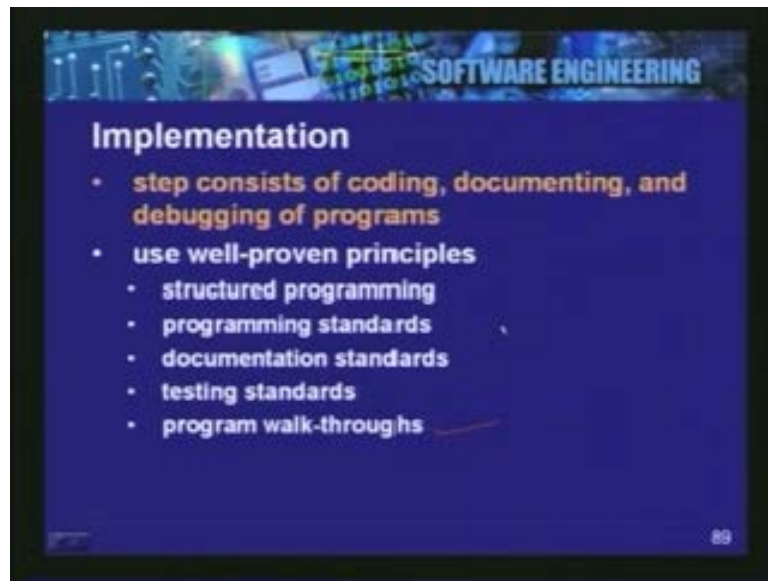 SOFTWARE ENGINEERING
Implementation
• step consists of coding, documenting, and
debugging of programs
• use well-proven principles
• structured programming
• programming standards
• documentation standards
• testing standards
• program walk-throughs
89